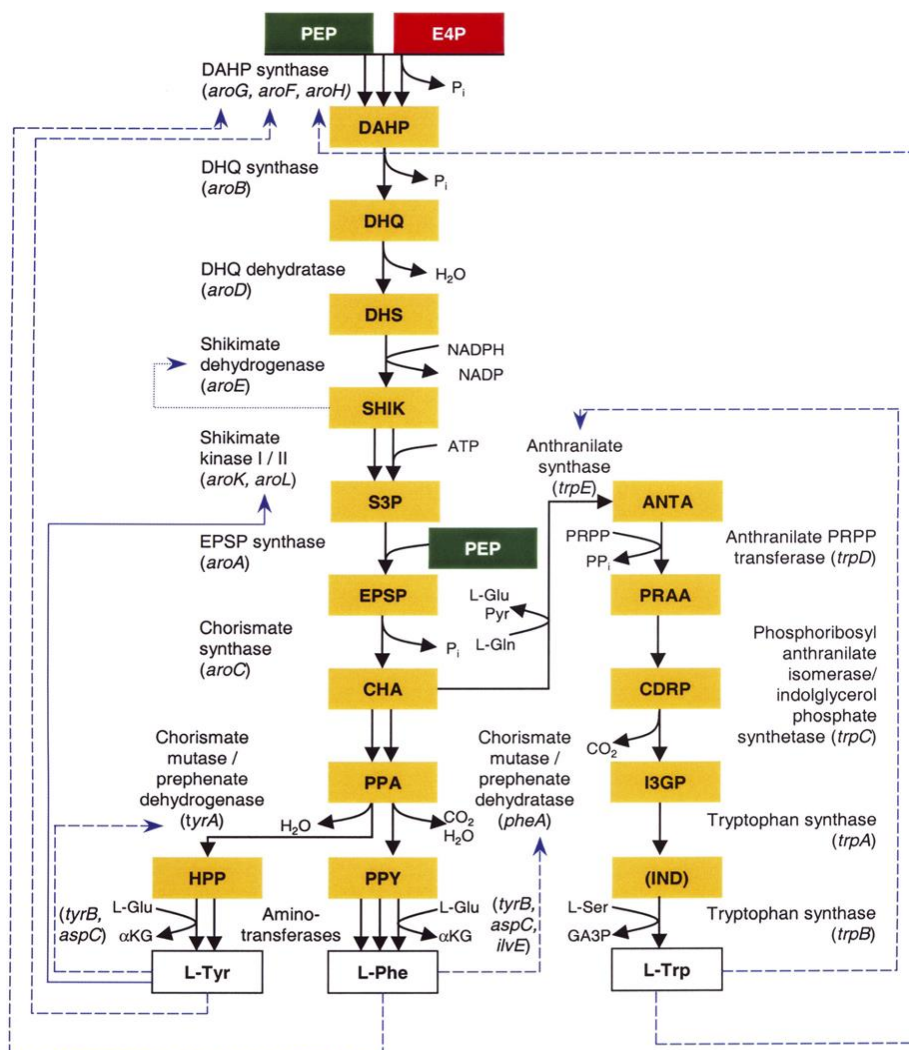 PEP
E4P
DAHP synthase
(aroG, aroF, aroH)
Pi
DAHP
DHQ synthase
(aroB)
Pi
DHQ
DHQ dehydratase
(aroD)
H2O
DHS
Shikimate
dehydrogenase
(aroE)
NADPH
NADP
SHIK
Shikimate
kinase I / II
(aroK, aroL)
ATP
Anthranilate
synthase
(trpE)
S3P
ANTA
EPSP synthase
(aroA)
PEP
PRPP
PPi
Anthranilate PRPP
transferase (trpD)
EPSP
PRAA
L-Glu
Pyr
L-Gln
Chorismate
synthase
(aroC)
Pi
Phosphoribosyl
anthranilate
isomerase/
indolglycerol
phosphate
synthetase (trpC)
CHA
CDRP
CO2
Chorismate
mutase /
prephenate
dehydrogenase
(tyrA)
PPA
Chorismate
mutase /
prephenate
dehydratase
(pheA)
I3GP
H2O
CO2
H2O
Tryptophan synthase
(trpA)
HPP
PPY
(IND)
(tyrB,
aspC)
L-Glu
αKG
Amino-
transferases
L-Glu
αKG
(tyrB,
aspC,
ilvE)
L-Ser
GA3P
Tryptophan synthase
(trpB)
L-Tyr
L-Phe
L-Trp